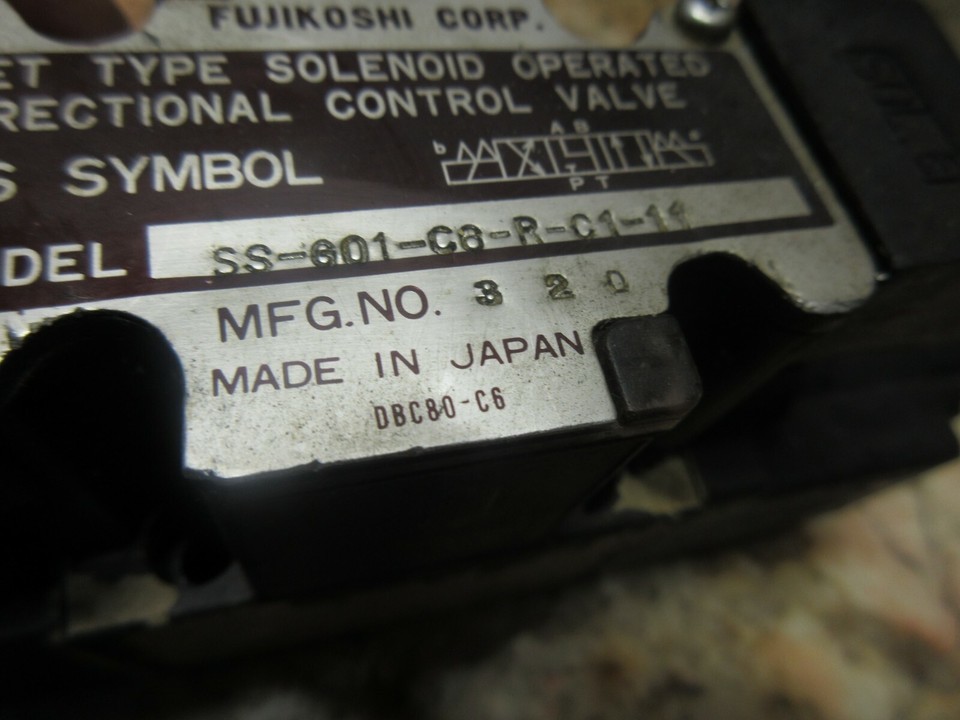 FUJIKOSHI CORP.
ET TYPE SOLENOID OPERATED
RECTIONAL CONTROL VALVE
S SYMBOL
b A B a
P T
DEL SS-G01-C6-R-C1-11
MFG.NO. 3 2 0
MADE IN JAPAN
DBC80-C6